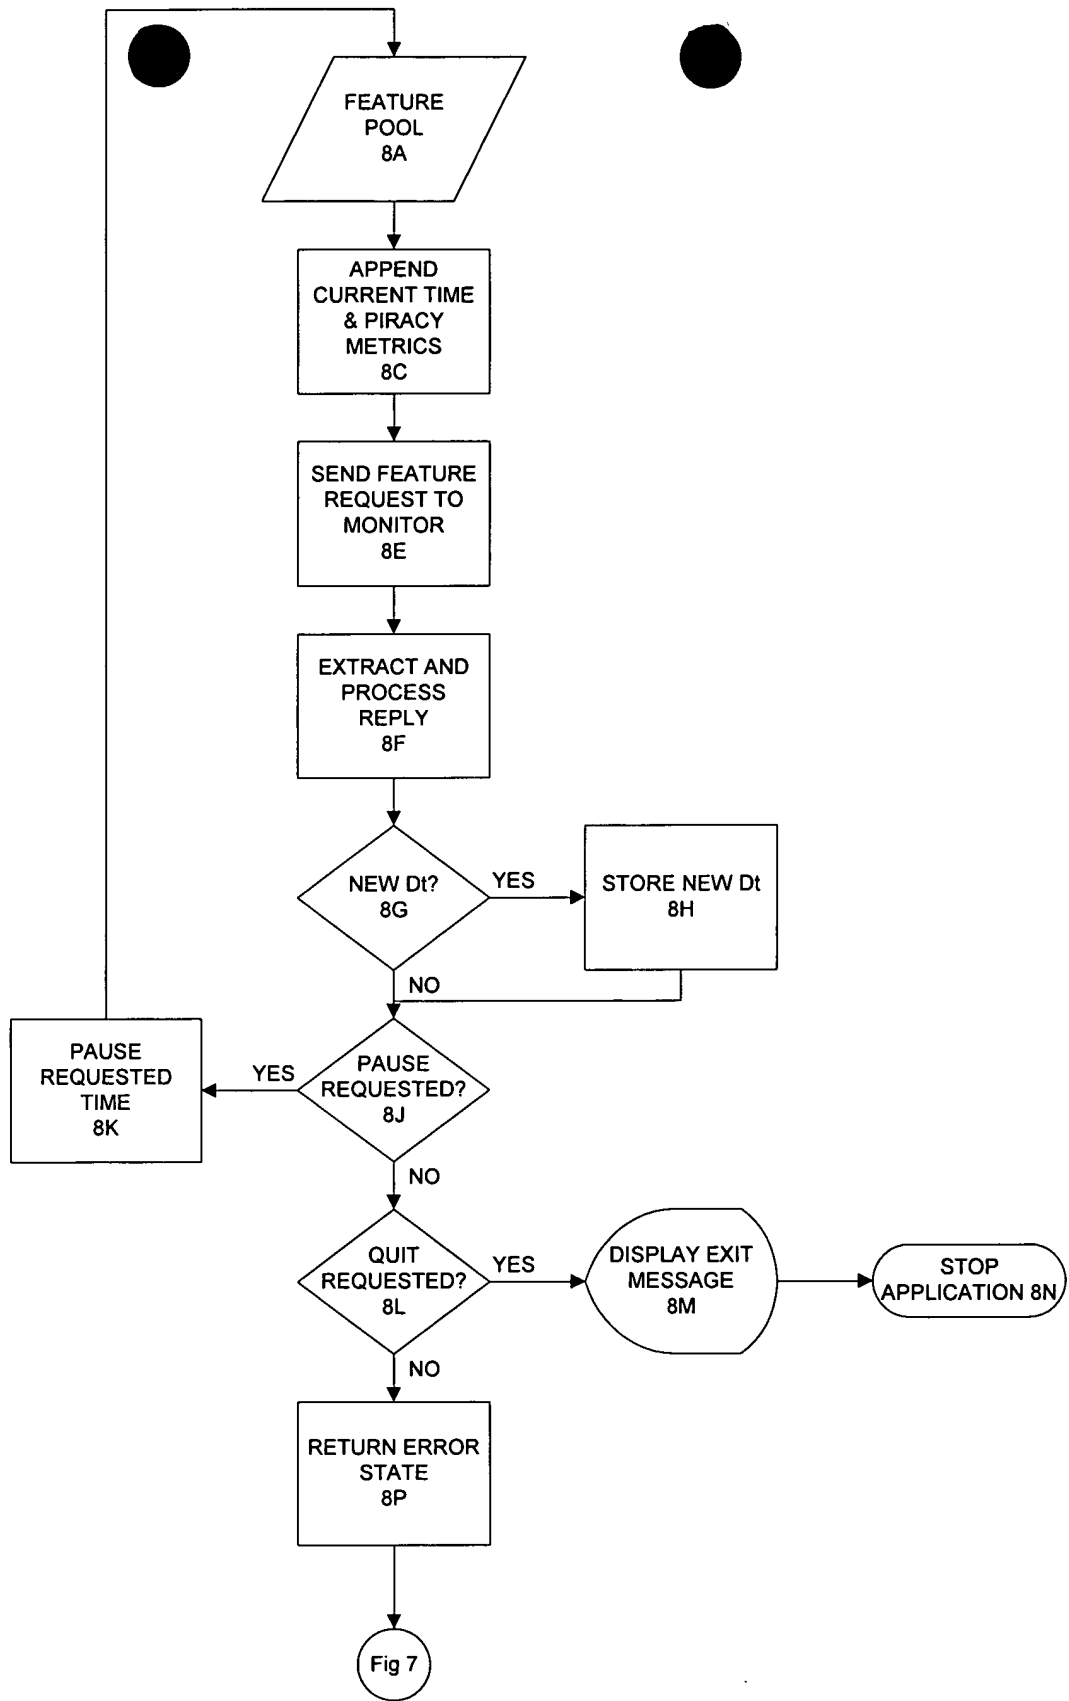 FEATURE
POOL
8A
APPEND
CURRENT TIME
& PIRACY
METRICS
8C
SEND FEATURE
REQUEST TO
MONITOR
8E
EXTRACT AND
PROCESS
REPLY
8F
NEW Dt?
8G
YES
STORE NEW Dt
8H
NO
PAUSE
REQUESTED?
8J
YES
PAUSE
REQUESTED
TIME
8K
NO
QUIT
REQUESTED?
8L
YES
DISPLAY EXIT
MESSAGE
8M
STOP
APPLICATION 8N
NO
RETURN ERROR
STATE
8P
Fig 7